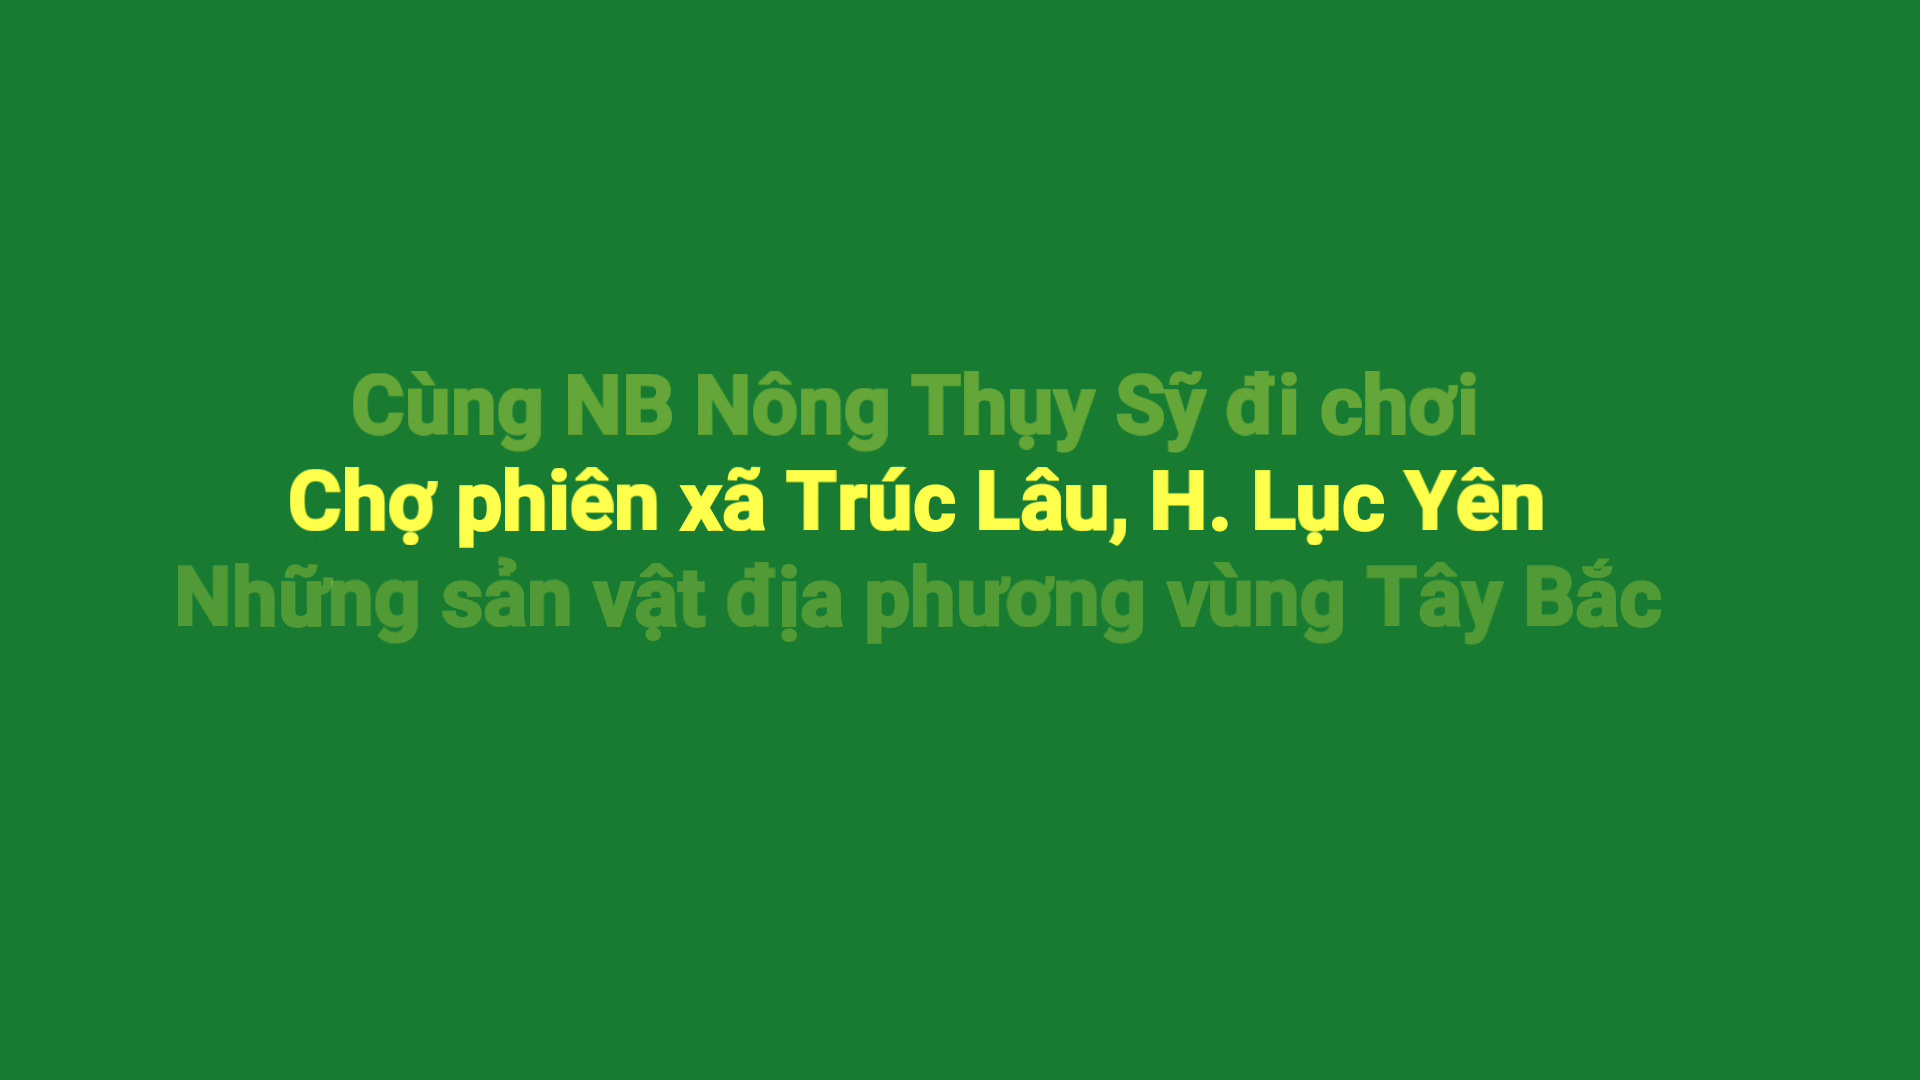 Cùng NB Nông Thụy Sỹ đi chơi
Chợ phiên xã Trúc Lâu, H. Lục Yên
Những sản vật địa phương vùng Tây Bắc